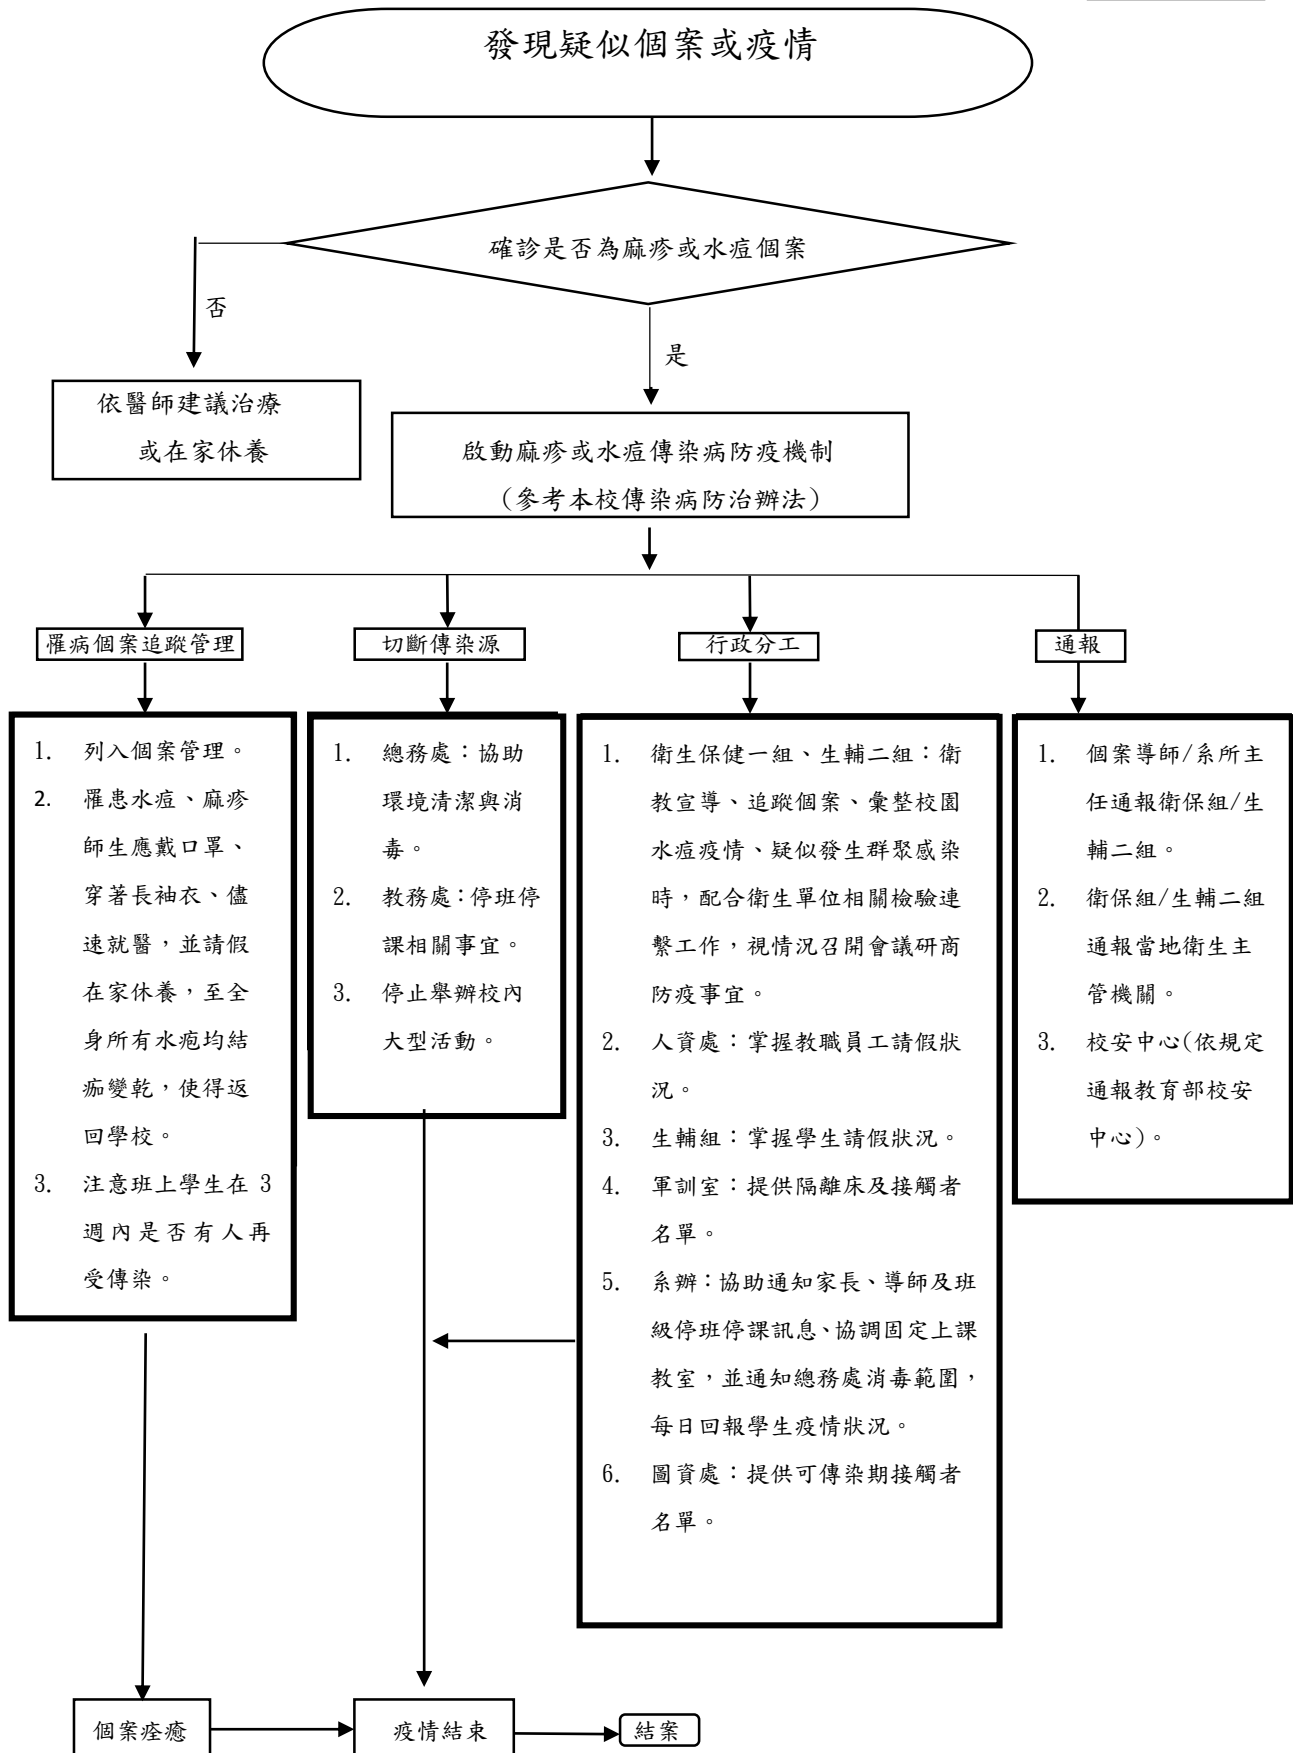 發現疑似個案或疫情
確診是否為麻疹或水痘個案
否
是
依醫師建議治療
或在家休養
啟動麻疹或水痘傳染病防疫機制
（參考本校傳染病防治辦法）
罹病個案追蹤管理
切斷傳染源
行政分工
通報
1. 列入個案管理。
2. 罹患水痘、麻疹
師生應戴口罩、
穿著長袖衣、儘
速就醫，並請假
在家休養，至全
身所有水疱均結
痂變乾，使得返
回學校。
3. 注意班上學生在 3
週內是否有人再
受傳染。
1. 總務處：協助
環境清潔與消
毒。
2. 教務處：停班停
課相關事宜。
3. 停止舉辦校內
大型活動。
1. 衛生保健一組、生輔二組：衛
教宣導、追蹤個案、彙整校園
水痘疫情、疑似發生群聚感染
時，配合衛生單位相關檢驗連
繫工作，視情況召開會議研商
防疫事宜。
2. 人資處：掌握教職員工請假狀
況。
3. 生輔組：掌握學生請假狀況。
4. 軍訓室：提供隔離床及接觸者
名單。
5. 系辦：協助通知家長、導師及班
級停班停課訊息、協調固定上課
教室，並通知總務處消毒範圍，
每日回報學生疫情狀況。
6. 圖資處：提供可傳染期接觸者
名單。
1. 個案導師/系所主
任通報衛保組/生
輔二組。
2. 衛保組/生輔二組
通報當地衛生主
管機關。
3. 校安中心(依規定
通報教育部校安
中心)。
個案痊癒
疫情結束
結案